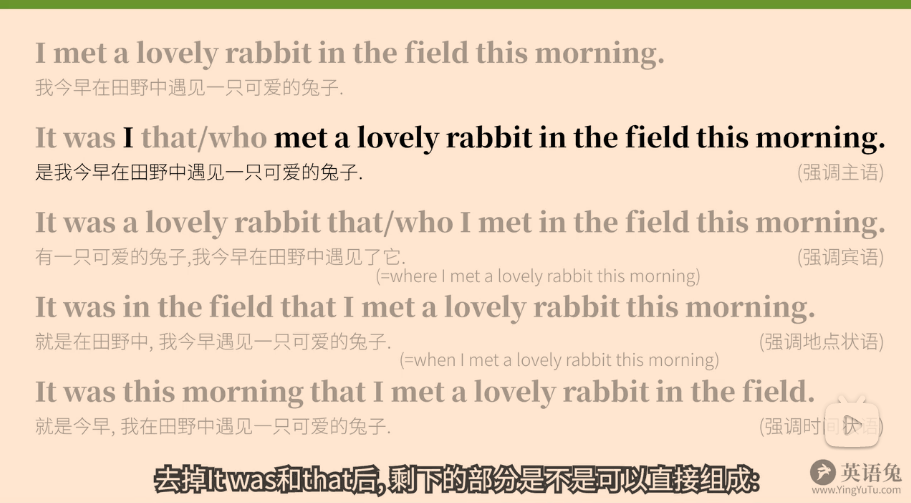 I met a lovely rabbit in the field this morning.
我今早在田野中遇见一只可爱的兔子.
It was I that/who met a lovely rabbit in the field this morning.
是我今早在田野中遇见一只可爱的兔子.
(强调主语)
It was a lovely rabbit that/who I met in the field this morning.
有一只可爱的兔子,我今早在田野中遇见了它.
(强调宾语)
(=where I met a lovely rabbit this morning)
It was in the field that I met a lovely rabbit this morning.
就是在田野中, 我今早遇见一只可爱的兔子.
(强调地点状语)
(=when I met a lovely rabbit this morning)
It was this morning that I met a lovely rabbit in the field.
就是今早, 我在田野中遇见一只可爱的兔子.
(强调时间状语)
去掉It was和that后, 剩下的部分是不是可以直接组成:
英语兔
www.YingYuTu.com